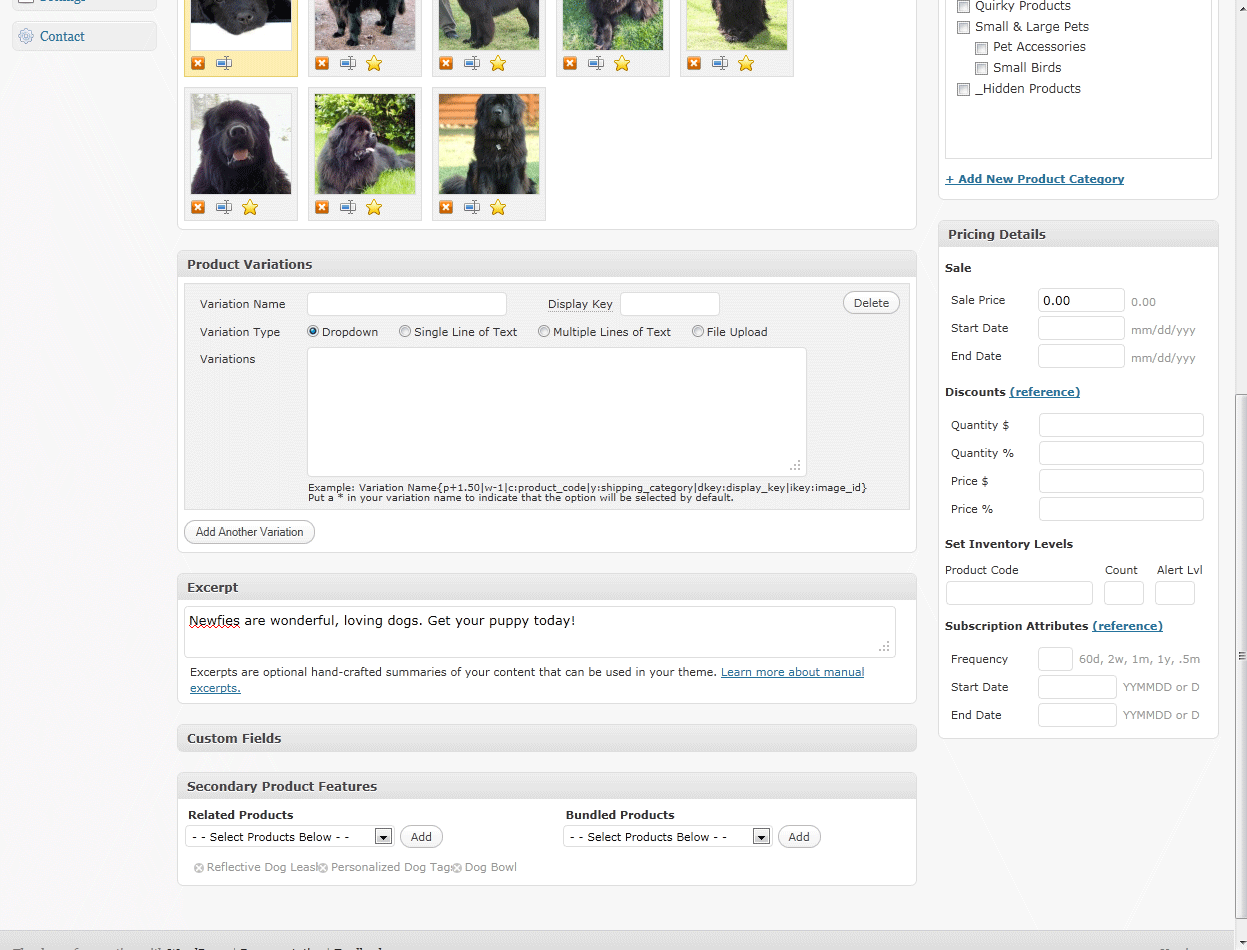 Contact
Quirky Products
Small & Large Pets
Pet Accessories
Small Birds
_Hidden Products
+ Add New Product Category
Product Variations
Variation Name
Display Key
Delete
Variation Type
Dropdown
Single Line of Text
Multiple Lines of Text
File Upload
Variations
Example: Variation Name{p+1.50|w-1|c:product_code|y:shipping_category|dkey:display_key|ikey:image_id}
Put a * in your variation name to indicate that the option will be selected by default.
Add Another Variation
Excerpt
Newfies are wonderful, loving dogs. Get your puppy today!
Excerpts are optional hand-crafted summaries of your content that can be used in your theme. Learn more about manual
excerpts.
Custom Fields
Secondary Product Features
Related Products
- - Select Products Below - -
Add
Reflective Dog Leash
Personalized Dog Tags
Dog Bowl
Bundled Products
- - Select Products Below - -
Add
Pricing Details
Sale
Sale Price 0.00 0.00
Start Date mm/dd/yyy
End Date mm/dd/yyy
Discounts (reference)
Quantity $
Quantity %
Price $
Price %
Set Inventory Levels
Product Code Count Alert Lvl
Subscription Attributes (reference)
Frequency 60d, 2w, 1m, 1y, .5m
Start Date YYMMDD or D
End Date YYMMDD or D